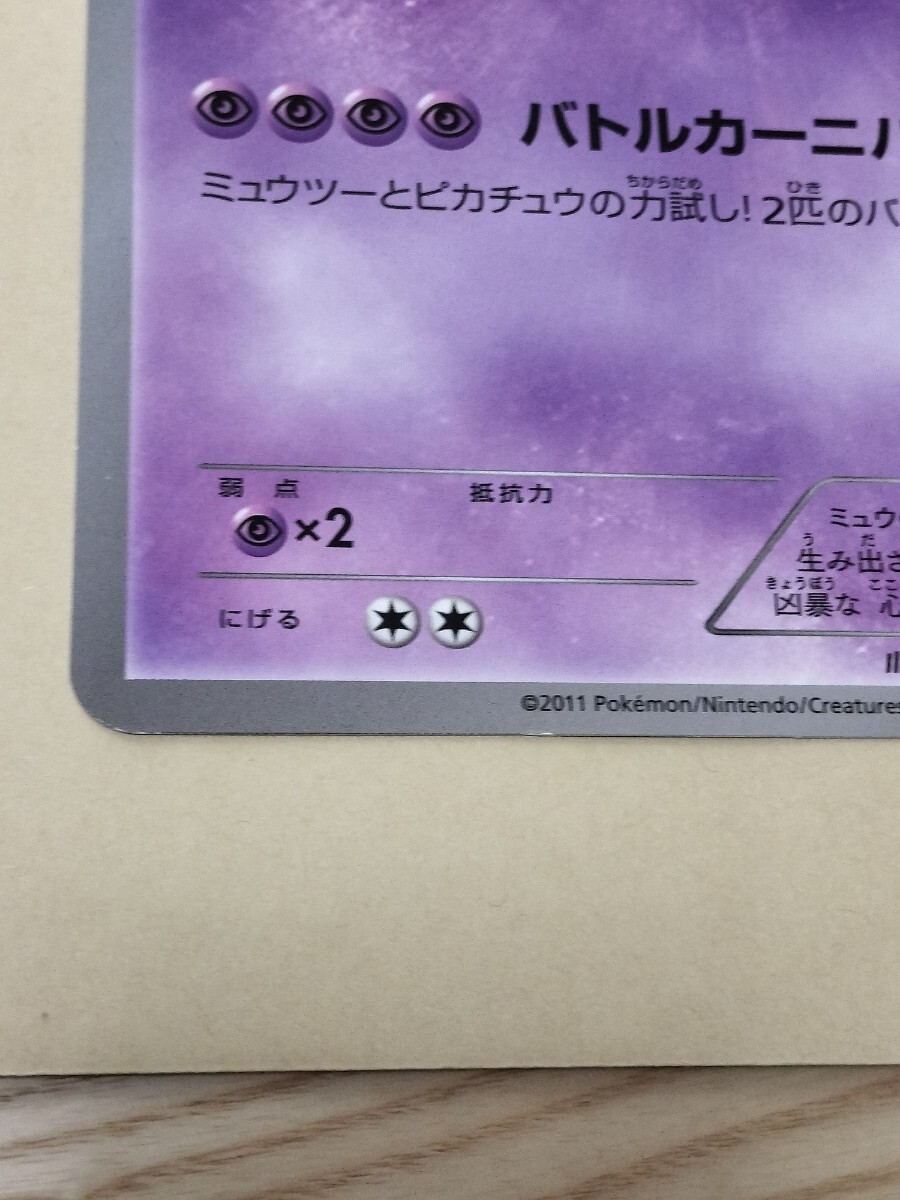 バトルカーニバ
ミュウツーとピカチュウの力試し! 2匹のバ
弱点 抵抗力
×2
ミュウ
生み出さ
凶暴な 心
にげる
©2011 Pokémon/Nintendo/Creatures